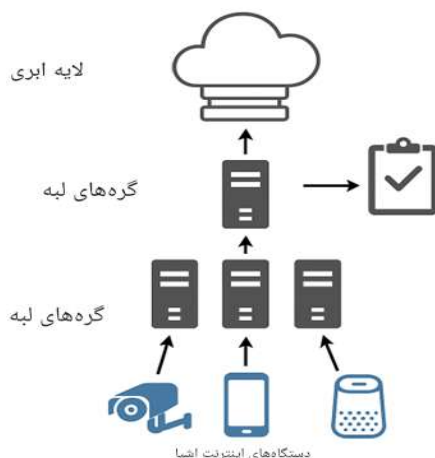 لایه ابری
گره‌های لبه
گره‌های لبه
دستگاه‌های اینترنت اشیا